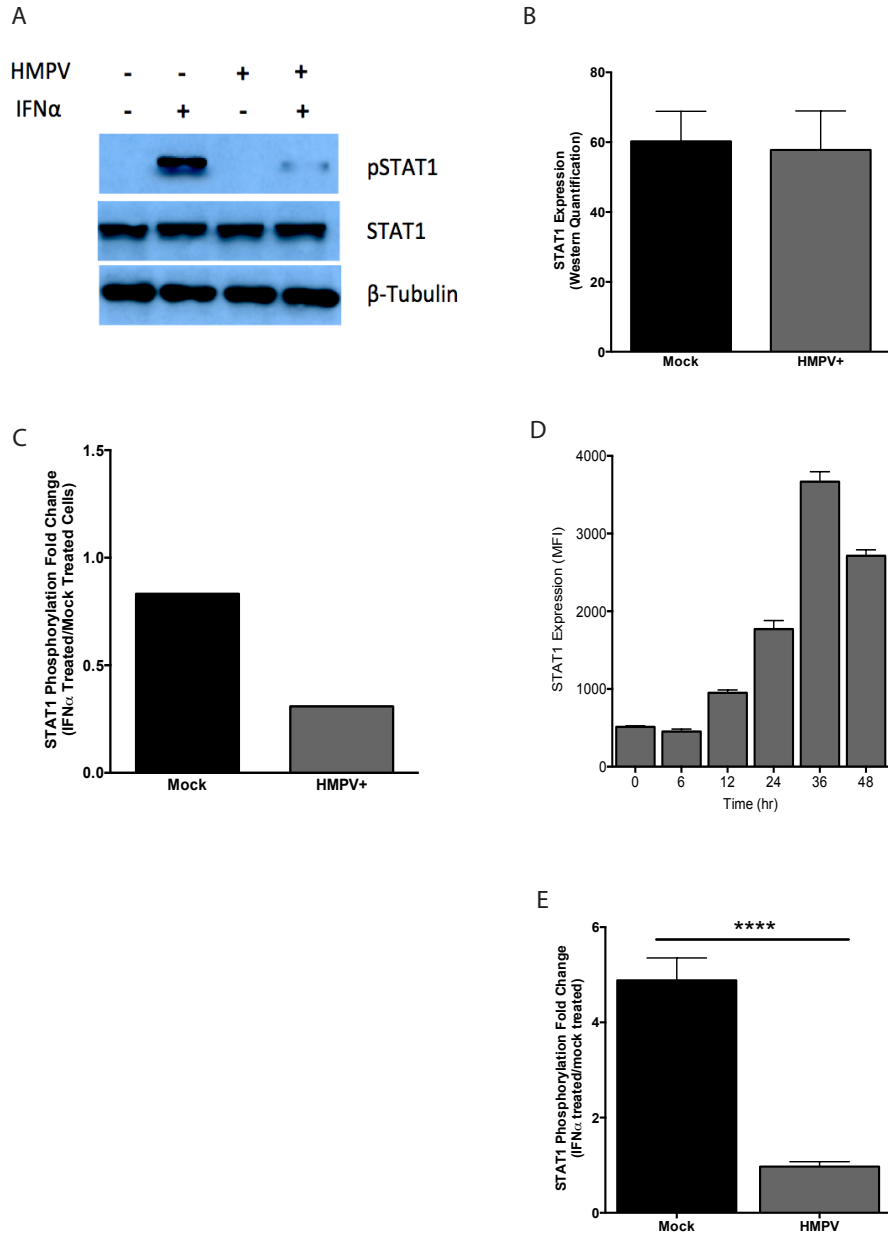 A
HMPV - - + +
IFNα - + - +
pSTAT1
STAT1
β-Tubulin
B
STAT1 Expression
(Western Quantification)
80
60
40
20
0
Mock HMPV+
C
STAT1 Phosphorylation Fold Change
(IFNα Treated/Mock Treated Cells)
1.5
1.0
0.5
0.0
Mock HMPV+
D
STAT1 Expression (MFI)
4000
3000
2000
1000
0
0 6 12 24 36 48
Time (hr)
E
STAT1 Phosphorylation Fold Change
(IFNα treated/mock treated)
6
4
2
0
****
Mock HMPV